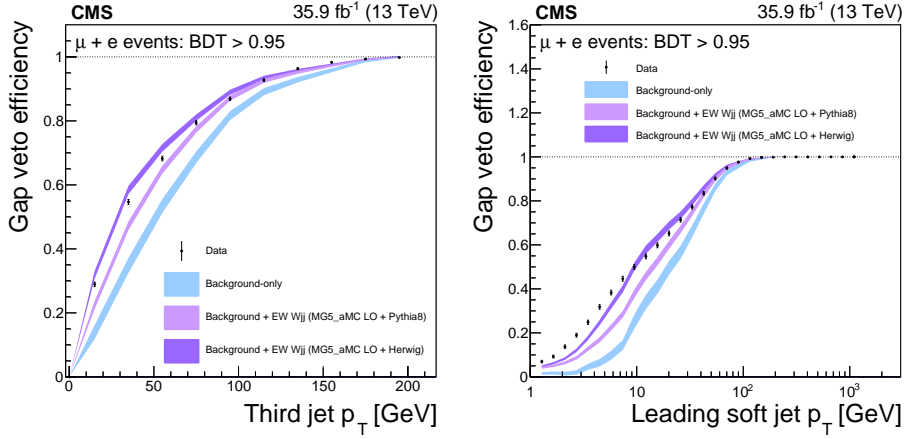 CMS 35.9 fb⁻¹ (13 TeV)
μ + e events: BDT > 0.95
Gap veto efficiency
1
0.8
0.6
0.4
0.2
0
Data
Background-only
Background + EW Wjj (MG5_aMC LO + Pythia8)
Background + EW Wjj (MG5_aMC LO + Herwig)
0 50 100 150 200
Third jet p_T [GeV]
CMS 35.9 fb⁻¹ (13 TeV)
μ + e events: BDT > 0.95
Gap veto efficiency
1.6
1.4
1.2
1
0.8
0.6
0.4
0.2
0
Data
Background-only
Background + EW Wjj (MG5_aMC LO + Pythia8)
Background + EW Wjj (MG5_aMC LO + Herwig)
1 10 10² 10³
Leading soft jet p_T [GeV]